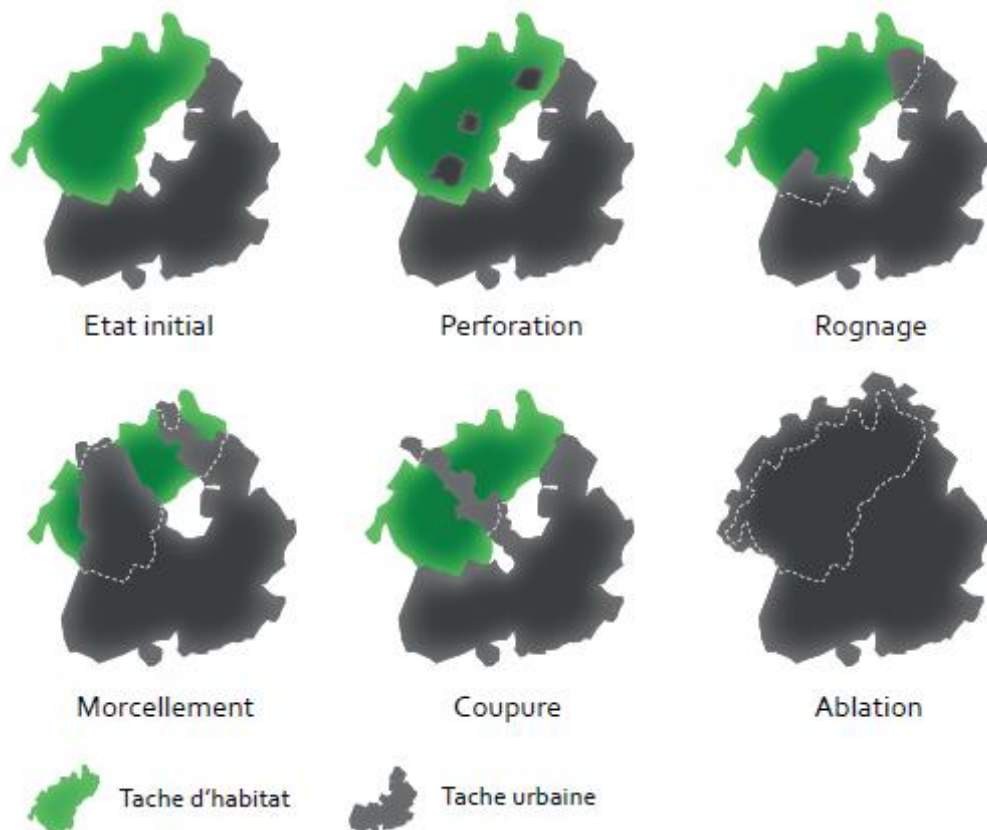 Etat initial
Perforation
Rognage
Morcellement
Coupure
Ablation
Tache d’habitat
Tache urbaine